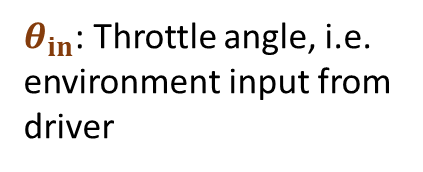 θin: Throttle angle, i.e.
environment input from
driver